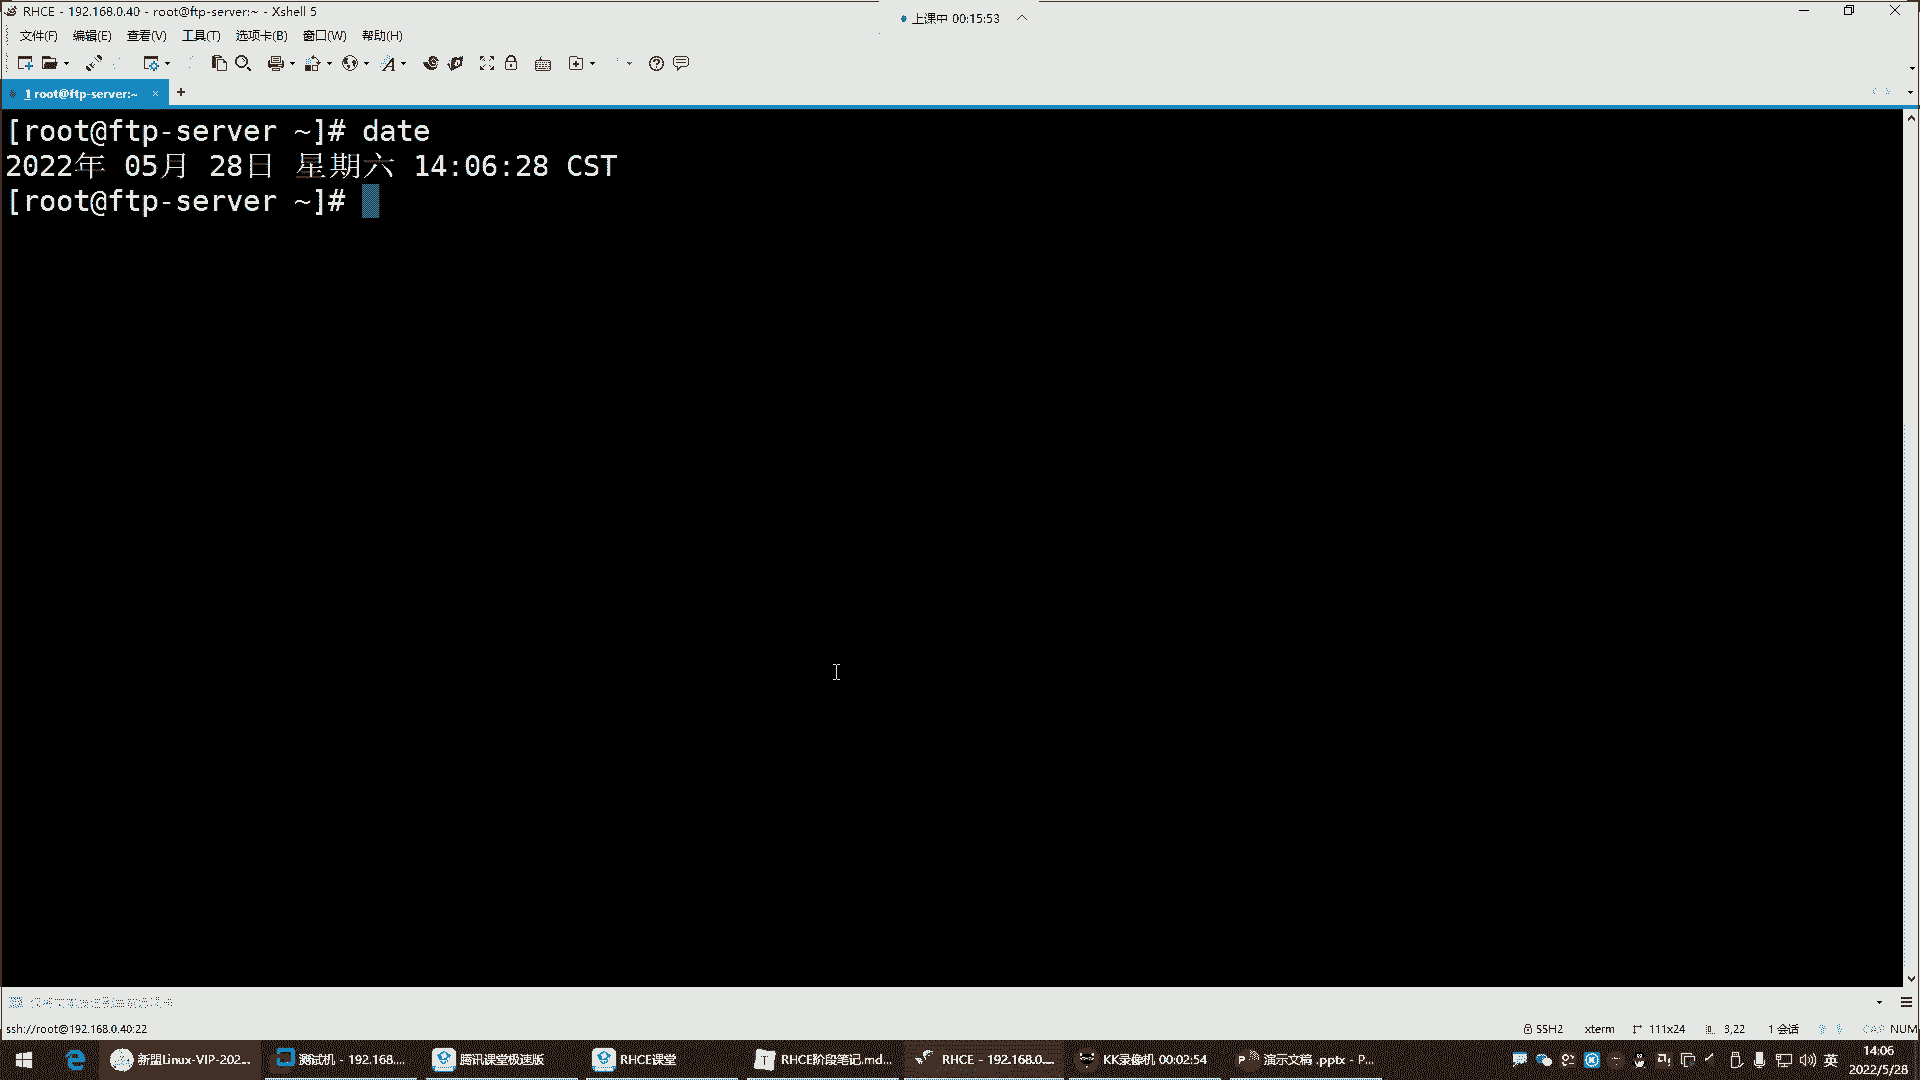 RHCE - 192.168.0.40 - root@ftp-server:~ - Xshell 5
上课中 00:15:53
文件(F) 编辑(E) 查看(V) 工具(T) 选项卡(B) 窗口(W) 帮助(H)
1 root@ftp-server:~ × +
[root@ftp-server ~]# date
2022年 05月 28日 星期六 14:06:28 CST
[root@ftp-server ~]#
ssh://root@192.168.0.40:22 SSH2 xterm 111x24 3,22 1 会话 CAP NUM
新盟Linux-VIP-202... 测试机 - 192.168.... 腾讯课堂极速版 RHCE课堂 RHCE阶段笔记.md... RHCE - 192.168.0.... KK录像机 00:02:54 演示文稿 .pptx - P... 英 14:06
2022/5/28